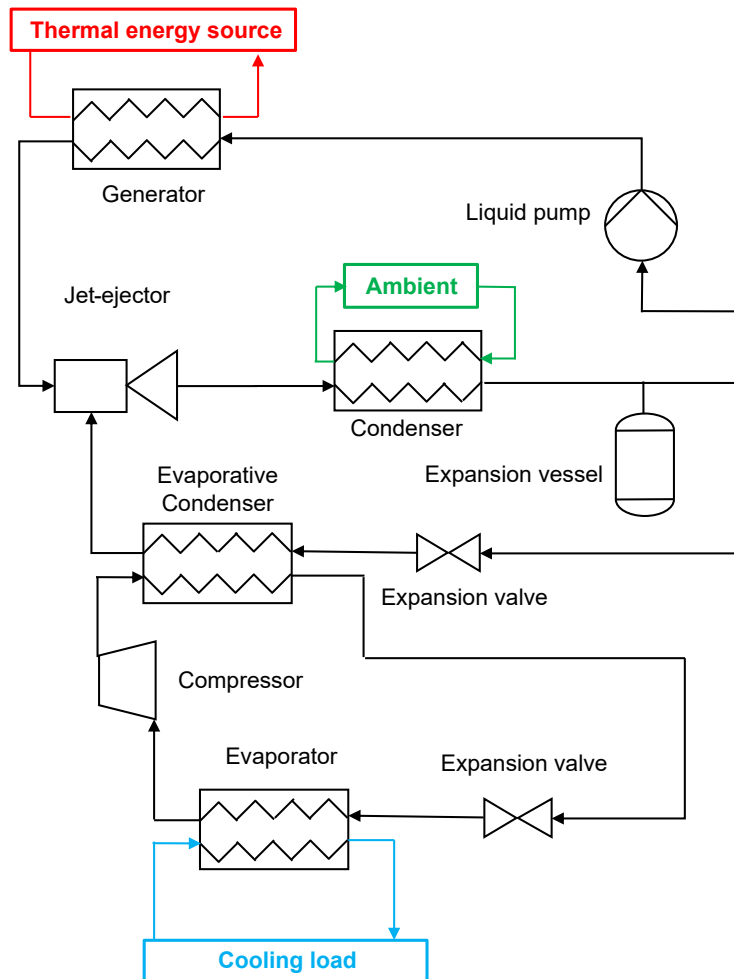 Thermal energy source
Generator
Liquid pump
Jet-ejector
Ambient
Condenser
Evaporative
Condenser
Expansion vessel
Expansion valve
Compressor
Evaporator
Expansion valve
Cooling load